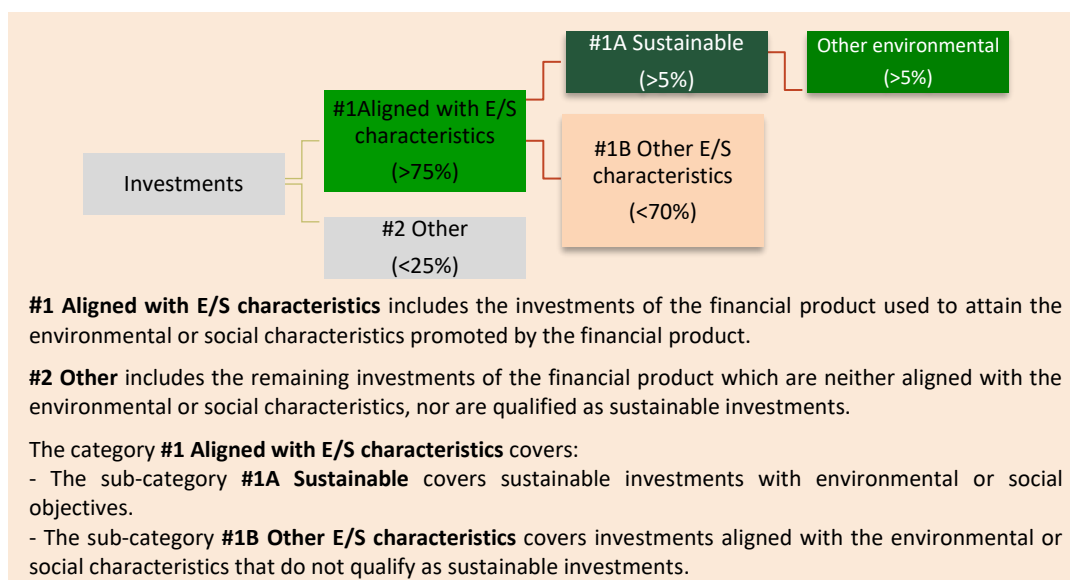 #1A Sustainable
(>5%)
Other environmental
(>5%)
#1Aligned with E/S
characteristics
(>75%)
#1B Other E/S
characteristics
(<70%)
Investments
#2 Other
(<25%)
#1 Aligned with E/S characteristics includes the investments of the financial product used to attain the
environmental or social characteristics promoted by the financial product.
#2 Other includes the remaining investments of the financial product which are neither aligned with the
environmental or social characteristics, nor are qualified as sustainable investments.
The category #1 Aligned with E/S characteristics covers:
- The sub-category #1A Sustainable covers sustainable investments with environmental or social
objectives.
- The sub-category #1B Other E/S characteristics covers investments aligned with the environmental or
social characteristics that do not qualify as sustainable investments.